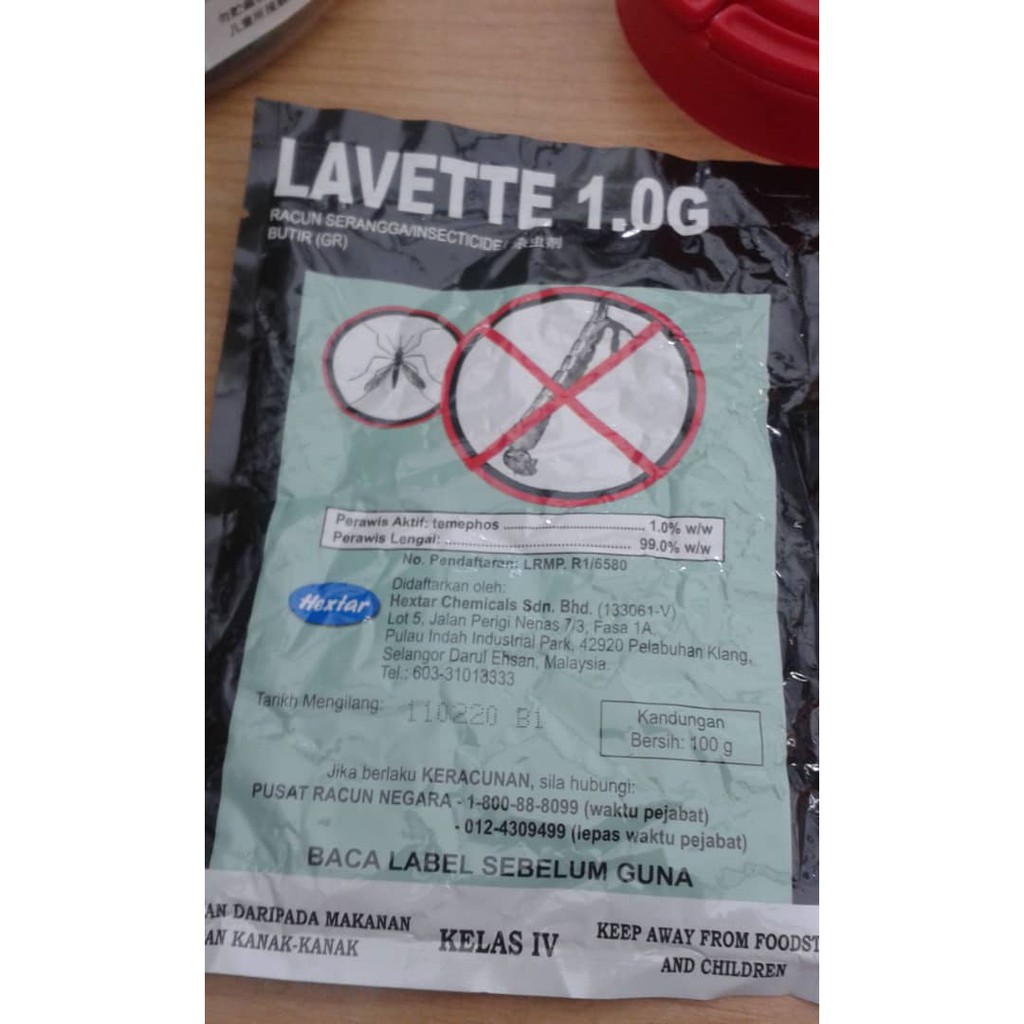 LAVETTE 1.0G
RACUN SERANGGA/INSECTICIDE/ 杀虫剂
BUTIR (GR)
Perawis Aktif: temephos ........................................ 1.0% w/w
Perawis Lengai: ..................................................... 99.0% w/w
No. Pendaftaran: LRMP. R1/6580
Hextar
Didaftarkan oleh:
Hextar Chemicals Sdn. Bhd. (133061-V)
Lot 5, Jalan Perigi Nenas 7/3, Fasa 1A,
Pulau Indah Industrial Park, 42920 Pelabuhan Klang,
Selangor Darul Ehsan, Malaysia.
Tel.: 603-31013333
Tarikh Mengilang: 110220 B1
Kandungan
Bersih: 100 g
Jika berlaku KERACUNAN, sila hubungi:
PUSAT RACUN NEGARA - 1-800-88-8099 (waktu pejabat)
- 012-4309499 (lepas waktu pejabat)
BACA LABEL SEBELUM GUNA
AN DARIPADA MAKANAN
AN KANAK-KANAK
KELAS IV
KEEP AWAY FROM FOODST
AND CHILDREN